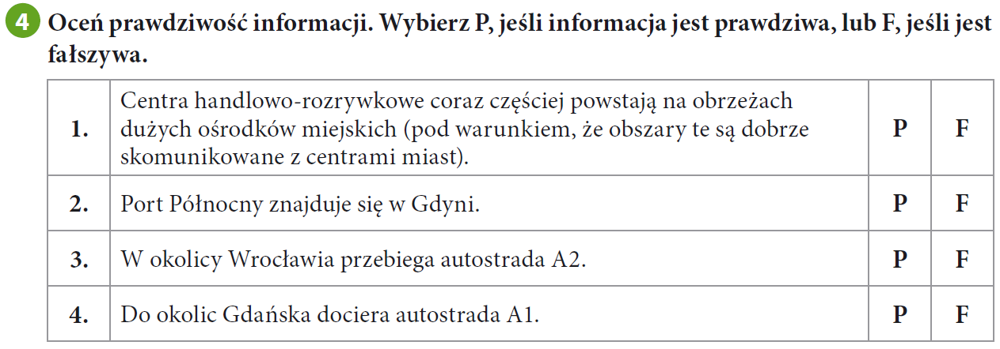 4 Oceń prawdziwość informacji. Wybierz P, jeśli informacja jest prawdziwa, lub F, jeśli jest
fałszywa.
1. Centra handlowo-rozrywkowe coraz częściej powstają na obrzeżach
dużych ośrodków miejskich (pod warunkiem, że obszary te są dobrze
skomunikowane z centrami miast). P F
2. Port Północny znajduje się w Gdyni. P F
3. W okolicy Wrocławia przebiega autostrada A2. P F
4. Do okolic Gdańska dociera autostrada A1. P F